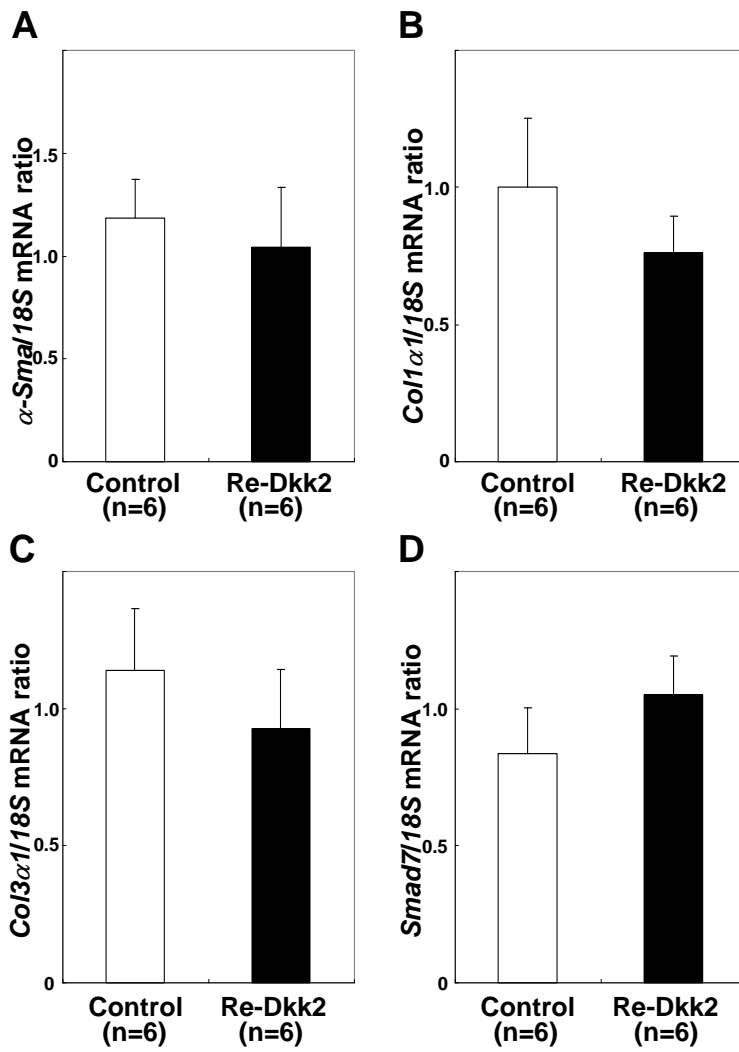 A
α-Sma/18S mRNA ratio
1.5
1.0
0.5
0
Control
(n=6)
Re-Dkk2
(n=6)
B
Col1α1/18S mRNA ratio
1.0
0.5
0
Control
(n=6)
Re-Dkk2
(n=6)
C
Col3α1/18S mRNA ratio
1.0
0.5
0
Control
(n=6)
Re-Dkk2
(n=6)
D
Smad7/18S mRNA ratio
1.0
0.5
0
Control
(n=6)
Re-Dkk2
(n=6)